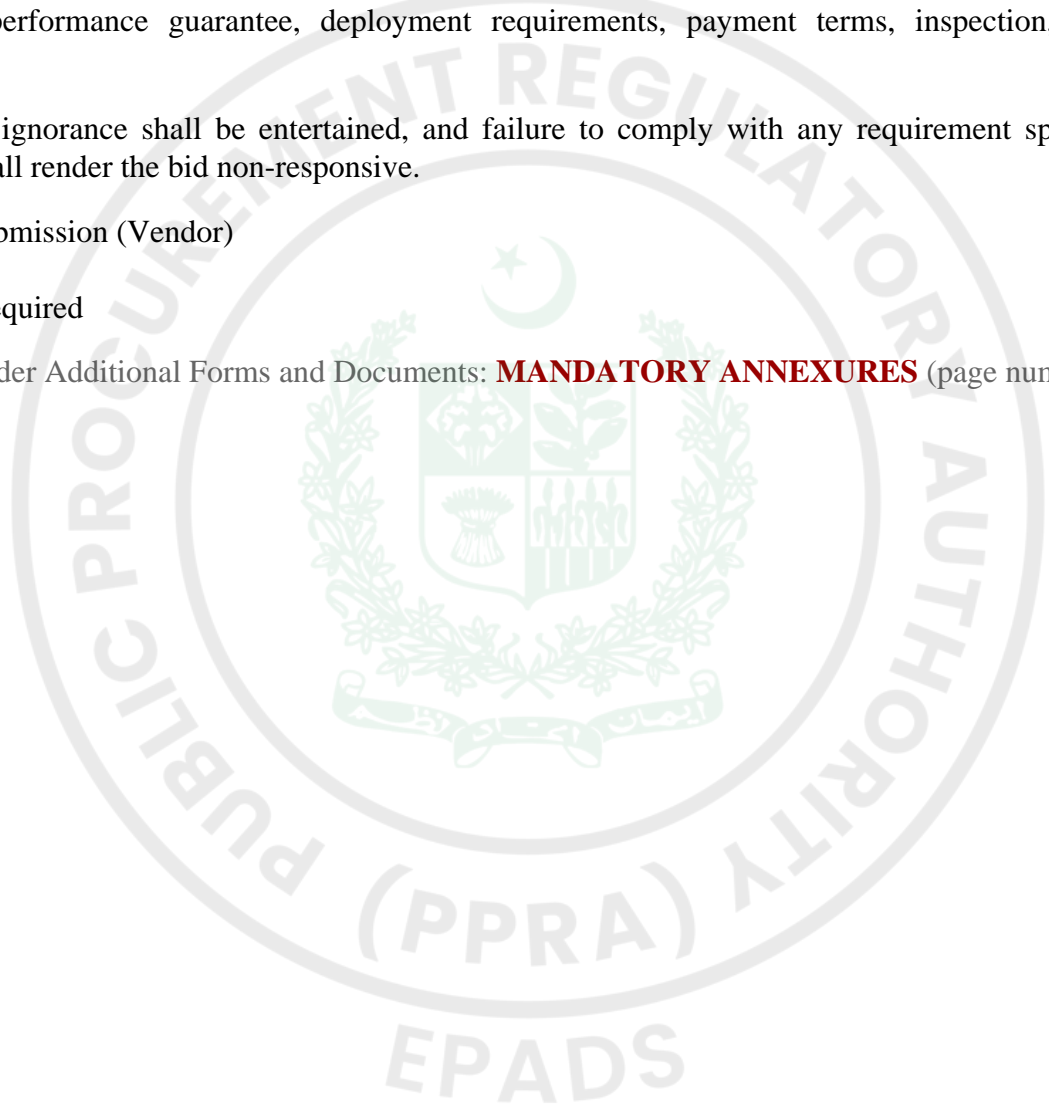 performance guarantee, deployment requirements, payment terms, inspection,
ignorance shall be entertained, and failure to comply with any requirement sp
all render the bid non-responsive.
bmission (Vendor)
equired
der Additional Forms and Documents: MANDATORY ANNEXURES (page num
PUBLIC PROCUREMENT REGULATORY AUTHORITY
(PPRA)
EPADS